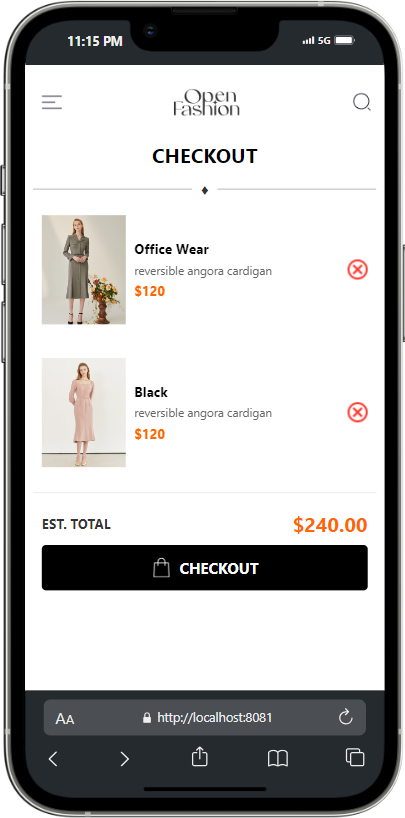 11:15 PM
5G
Open
Fashion
CHECKOUT
Office Wear
reversible angora cardigan
$120
Black
reversible angora cardigan
$120
EST. TOTAL
$240.00
CHECKOUT
AA
http://localhost:8081